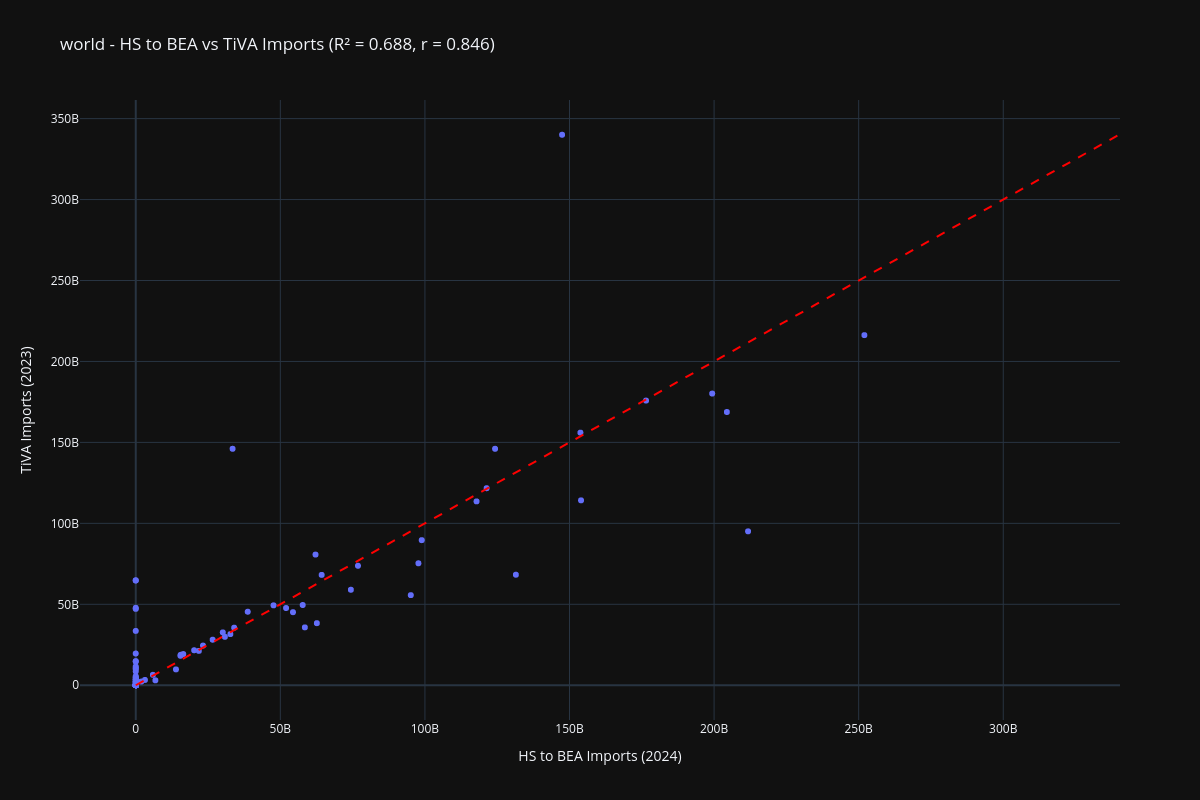 world - HS to BEA vs TiVA Imports (R² = 0.688, r = 0.846)
350B
300B
250B
200B
150B
100B
50B
0
TiVA Imports (2023)
0 50B 100B 150B 200B 250B 300B
HS to BEA Imports (2024)